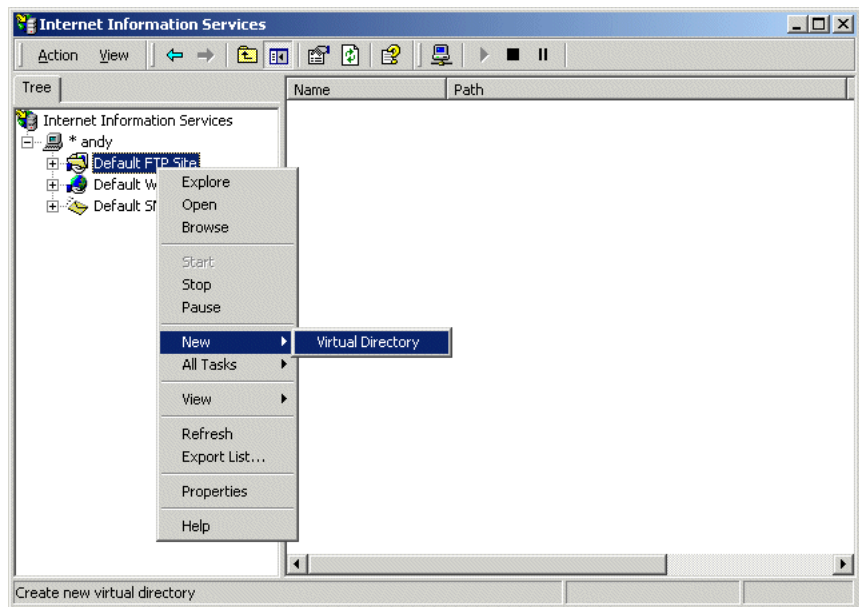 Internet Information Services
Action View
Tree
Name Path
Internet Information Services
* andy
Default FTP Site
Default W
Default SM
Explore
Open
Browse
Start
Stop
Pause
New
Virtual Directory
All Tasks
View
Refresh
Export List...
Properties
Help
Create new virtual directory